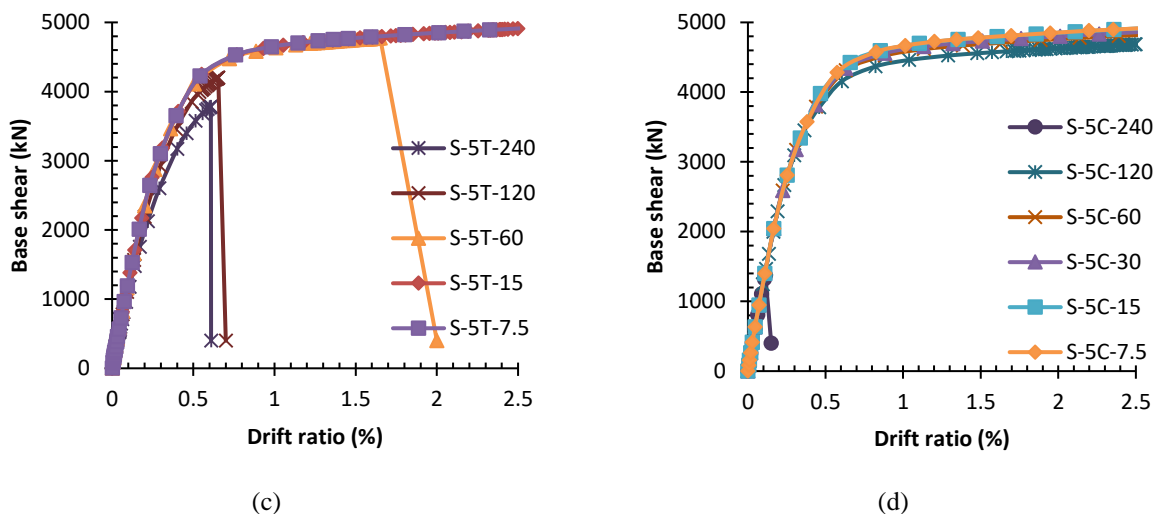 5000
4000
3000
2000
1000
0
Base shear (kN)
S-5T-240
S-5T-120
S-5T-60
S-5T-15
S-5T-7.5
0 0.5 1 1.5 2 2.5
Drift ratio (%)
(c)
5000
4000
3000
2000
1000
0
Base shear (kN)
S-5C-240
S-5C-120
S-5C-60
S-5C-30
S-5C-15
S-5C-7.5
0 0.5 1 1.5 2 2.5
Drift ratio (%)
(d)